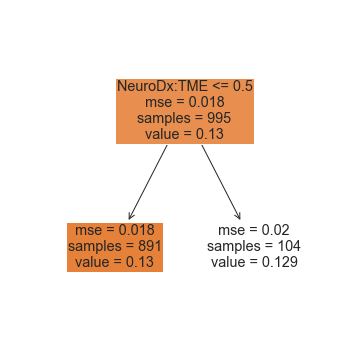 NeuroDx:TME <= 0.5
mse = 0.018
samples = 995
value = 0.13
mse = 0.018
samples = 891
value = 0.13
mse = 0.02
samples = 104
value = 0.129